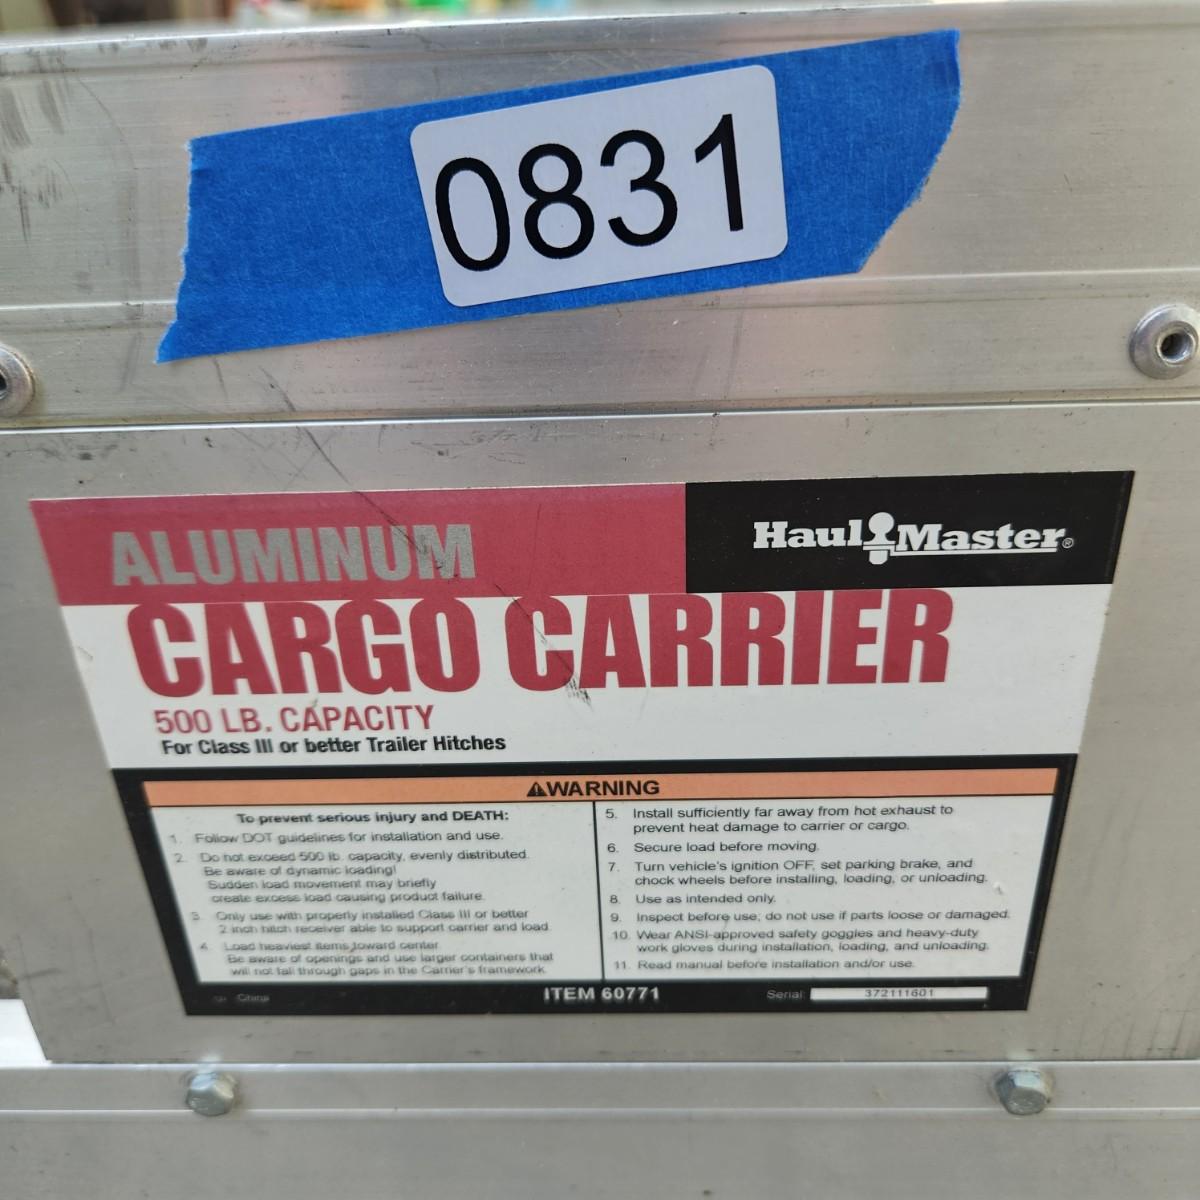 0831
ALUMINUM
Haul Master®
CARGO CARRIER
500 LB. CAPACITY
For Class III or better Trailer Hitches
⚠WARNING
To prevent serious injury and DEATH:
1. Follow DOT guidelines for installation and use.
2. Do not exceed 500 lb. capacity, evenly distributed.
Be aware of dynamic loading!
Sudden load movement may briefly
create excess load causing product failure.
3. Only use with properly installed Class III or better
2 inch hitch receiver able to support carrier and load.
4. Load heaviest items toward center.
Be aware of openings and use larger containers that
will not fall through gaps in the Carrier's framework.
5. Install sufficiently far away from hot exhaust to
prevent heat damage to carrier or cargo.
6. Secure load before moving.
7. Turn vehicle's ignition OFF, set parking brake, and
chock wheels before installing, loading, or unloading.
8. Use as intended only.
9. Inspect before use; do not use if parts loose or damaged.
10. Wear ANSI-approved safety goggles and heavy-duty
work gloves during installation, loading, and unloading.
11. Read manual before installation and/or use.
China
ITEM 60771
Serial: 372111601